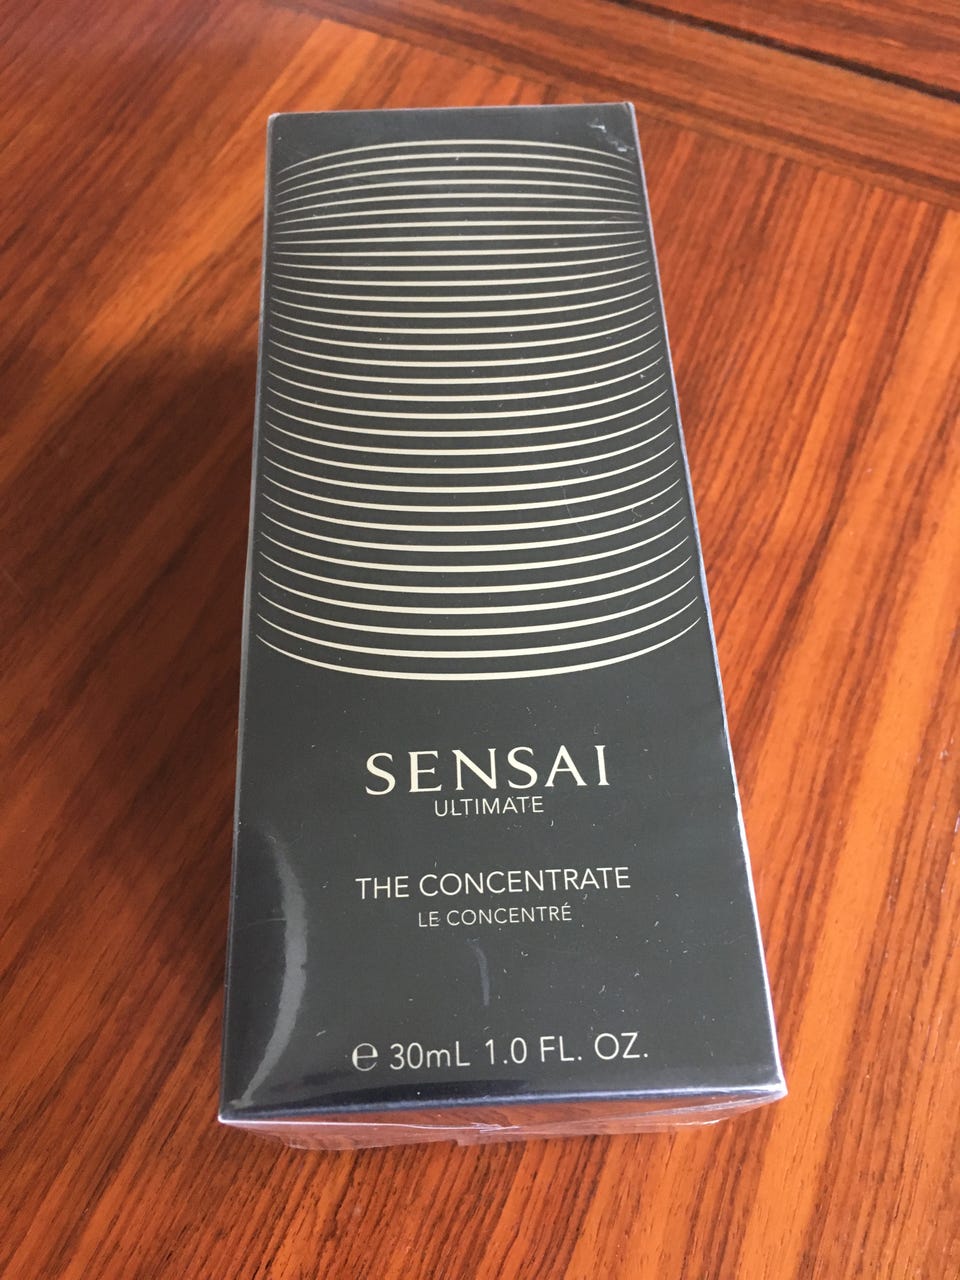 SENSAI
ULTIMATE
THE CONCENTRATE
LE CONCENTRÉ
℮ 30mL 1.0 FL. OZ.